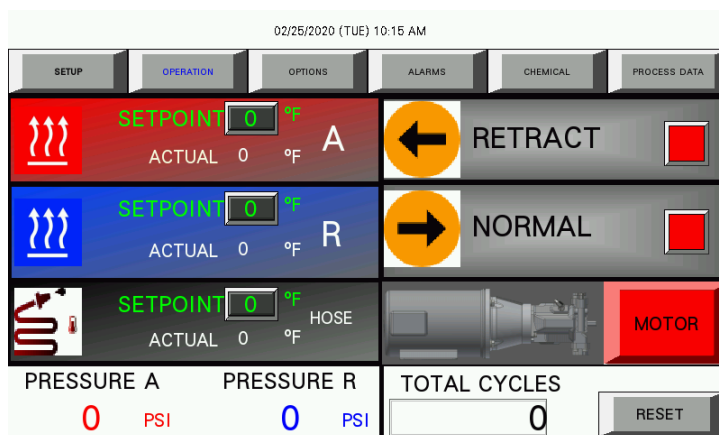 02/25/2020 (TUE) 10:15 AM
SETUP OPERATION OPTIONS ALARMS CHEMICAL PROCESS DATA
SETPOINT 0 °F
ACTUAL 0 °F
A
RETRACT
SETPOINT 0 °F
ACTUAL 0 °F
R
NORMAL
SETPOINT 0 °F
ACTUAL 0 °F
HOSE
MOTOR
PRESSURE A PRESSURE R TOTAL CYCLES
0 PSI 0 PSI 0 RESET